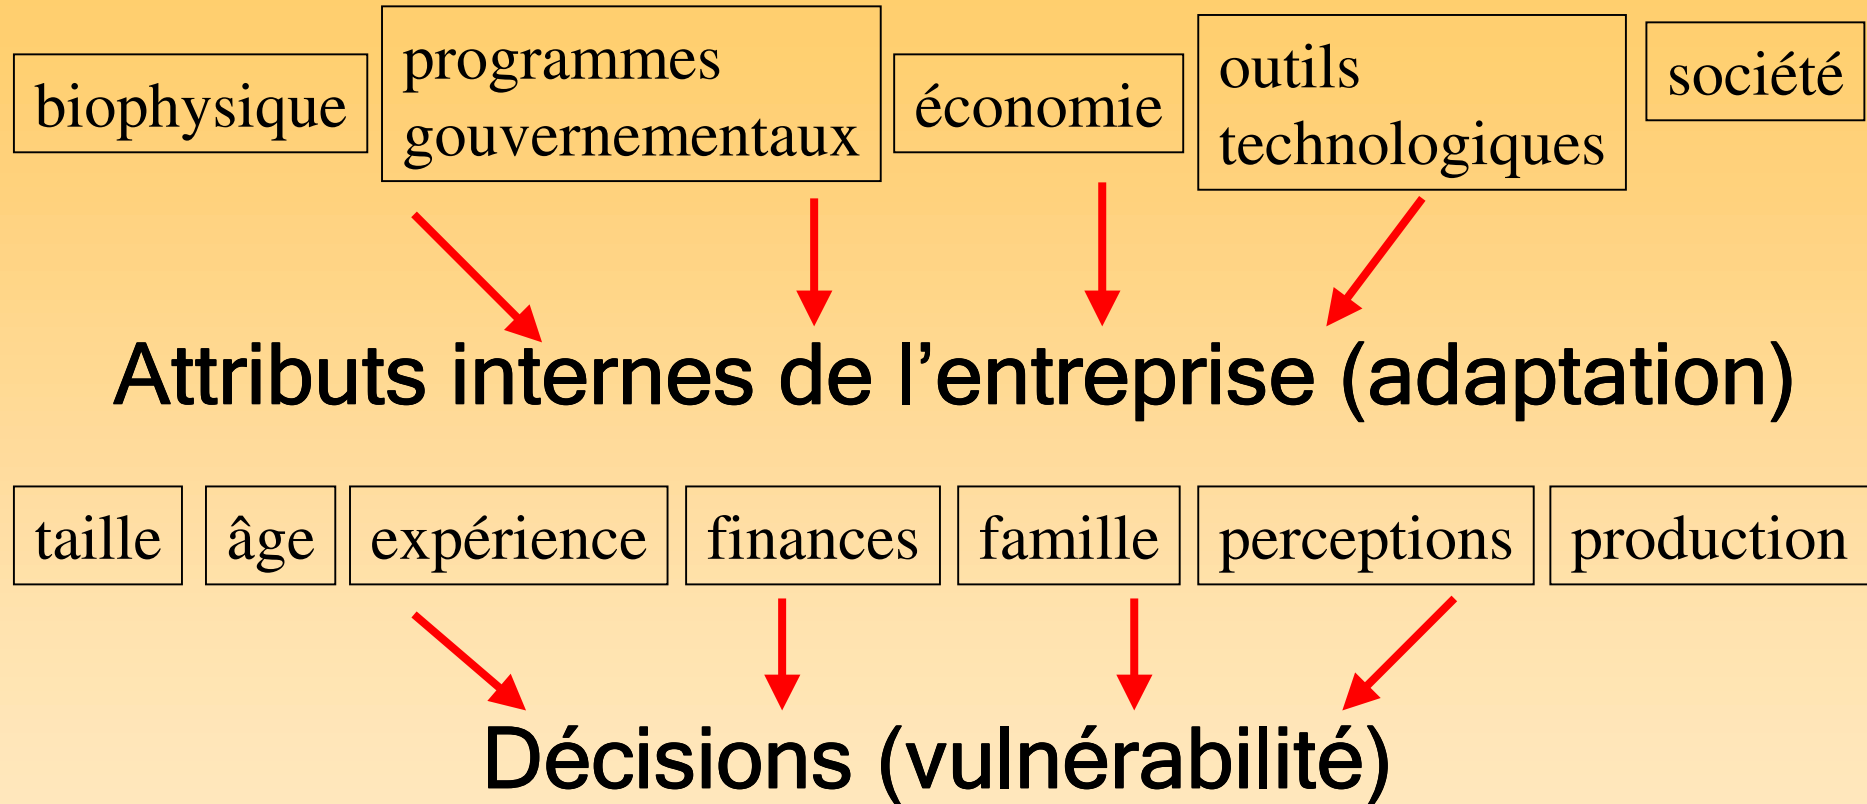 biophysique
programmes
gouvernementaux
économie
outils
technologiques
société
Attributs internes de l’entreprise (adaptation)
taille
âge
expérience
finances
famille
perceptions
production
Décisions (vulnérabilité)